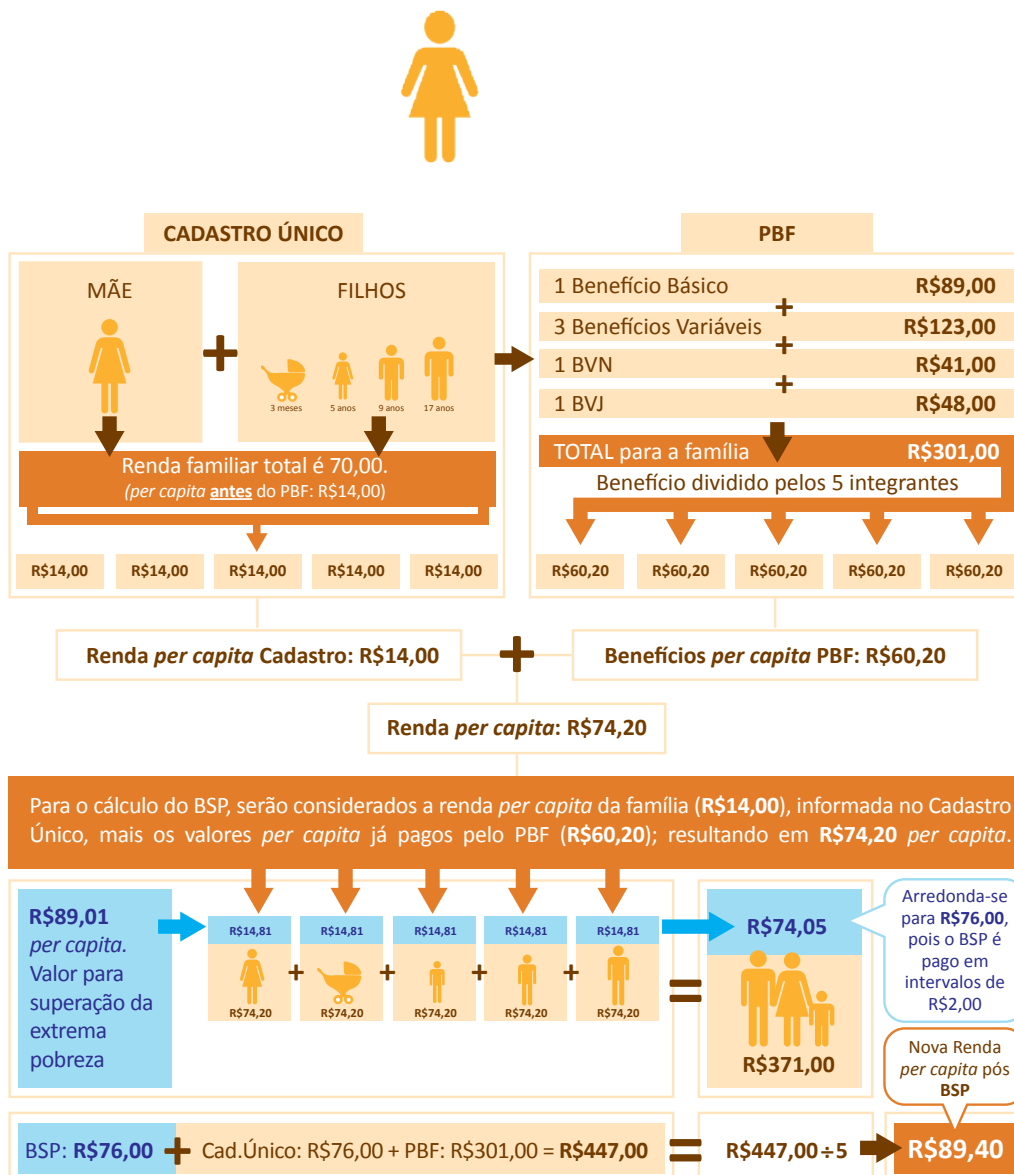 CADASTRO ÚNICO
MÃE
+
FILHOS
3 meses
5 anos
9 anos
17 anos
Renda familiar total é 70,00.
(per capita antes do PBF: R$14,00)
R$14,00
R$14,00
R$14,00
R$14,00
R$14,00
PBF
1 Benefício Básico R$89,00
+
3 Benefícios Variáveis R$123,00
+
1 BVN R$41,00
+
1 BVJ R$48,00
TOTAL para a família R$301,00
Benefício dividido pelos 5 integrantes
R$60,20
R$60,20
R$60,20
R$60,20
R$60,20
Renda per capita Cadastro: R$14,00
+
Benefícios per capita PBF: R$60,20
Renda per capita: R$74,20
Para o cálculo do BSP, serão considerados a renda per capita da família (R$14,00), informada no Cadastro
Único, mais os valores per capita já pagos pelo PBF (R$60,20); resultando em R$74,20 per capita.
R$89,01
per capita.
Valor para
superação da
extrema
pobreza
R$14,81
R$14,81
R$14,81
R$14,81
R$14,81
+ + + +
R$74,20
R$74,20
R$74,20
R$74,20
R$74,20
=
R$74,05
R$371,00
Arredonda-se
para R$76,00,
pois o BSP é
pago em
intervalos de
R$2,00
Nova Renda
per capita pós
BSP
BSP: R$76,00 + Cad.Único: R$76,00 + PBF: R$301,00 = R$447,00 = R$447,00÷5
R$89,40